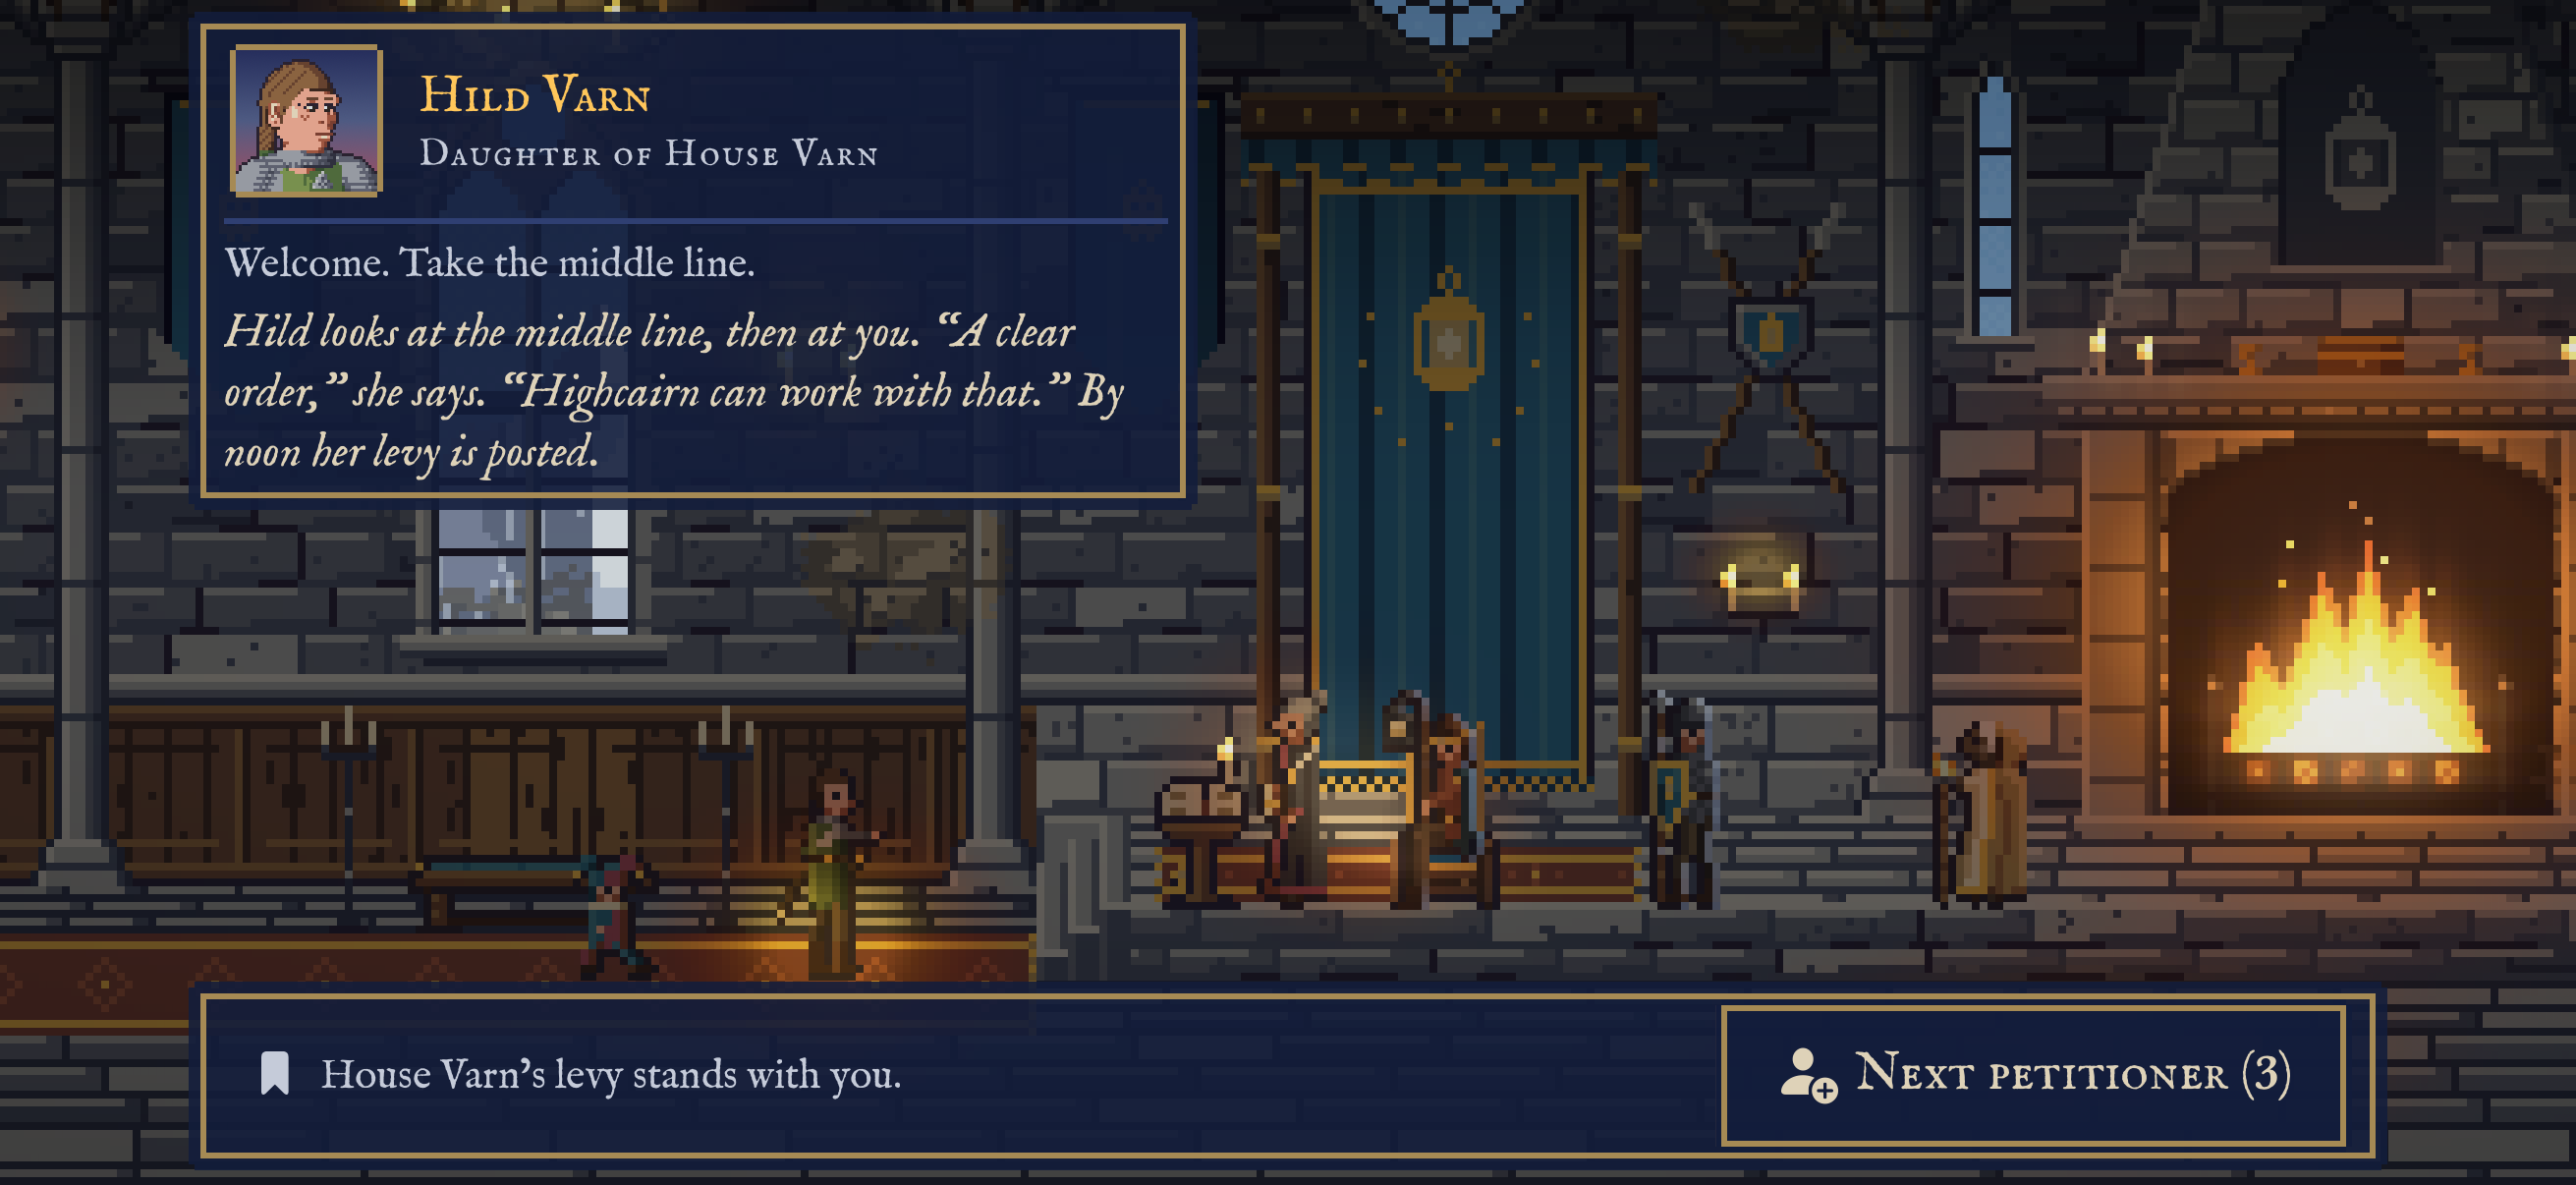 Hild Varn
Daughter of House Varn
Welcome. Take the middle line.
Hild looks at the middle line, then at you. “A clear
order,” she says. “Highcairn can work with that.” By
noon her levy is posted.
House Varn’s levy stands with you.
Next petitioner (3)